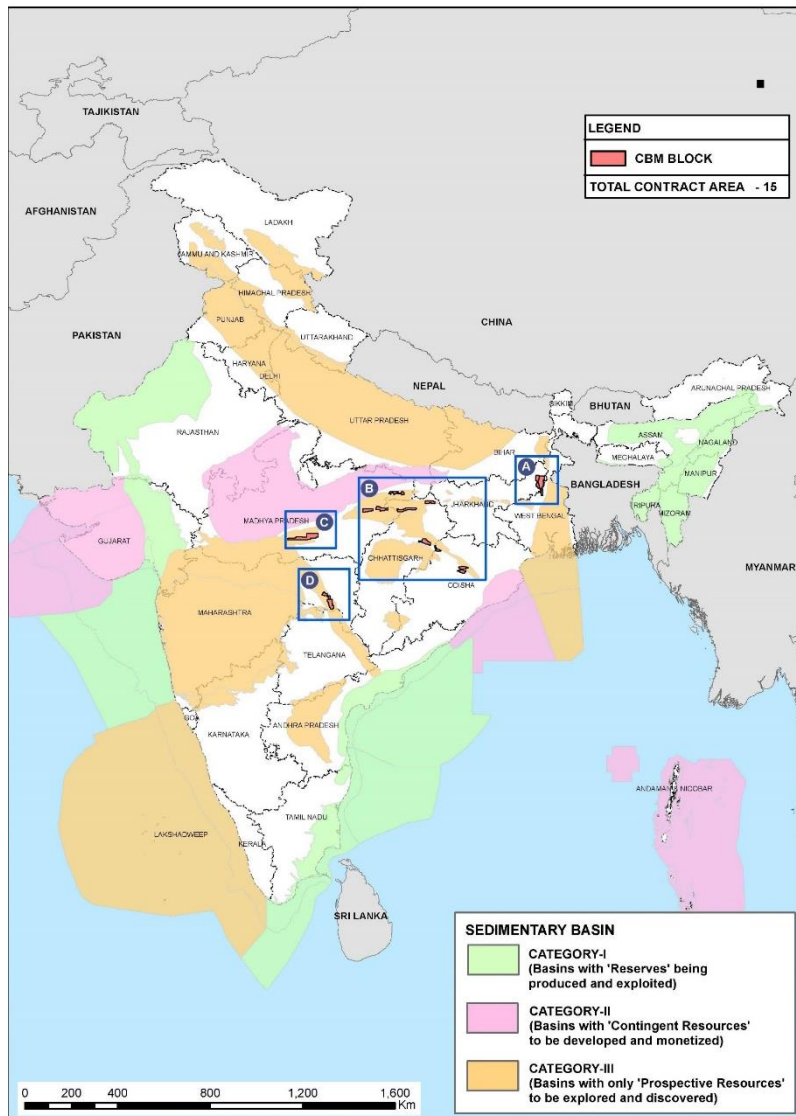 TAJIKISTAN
LEGEND
CBM BLOCK
TOTAL CONTRACT AREA - 15
AFGHANISTAN
LADAKH
JAMMU AND KASHMIR
HIMACHAL PRADESH
PUNJAB
CHINA
PAKISTAN
UTTARAKHAND
HARYANA
DELHI
NEPAL
ARUNACHAL PRADESH
SIKKIM
BHUTAN
UTTAR PRADESH
RAJASTHAN
ASSAM
NAGALAND
BIHAR
MECHALAYA
A
MANIPUR
BANGLADESH
B
JHARKHAND
TRIPURA
WEST BENGAL
MIZORAM
C
MADHYA PRADESH
GUJARAT
CHHATTISGARH
MYANMAR
D
ODISHA
MAHARASHTRA
TELANGANA
GOA
ANDHRA PRADESH
KARNATAKA
ANDAMAN & NICOBAR
TAMIL NADU
LAKSHADWEEP
KERALA
SRI LANKA
SEDIMENTARY BASIN
CATEGORY-I
(Basins with 'Reserves' being
produced and exploited)
CATEGORY-II
(Basins with 'Contingent Resources'
to be developed and monetized)
CATEGORY-III
(Basins with only 'Prospective Resources'
to be explored and discovered)
0 200 400 800 1,200 1,600
Km